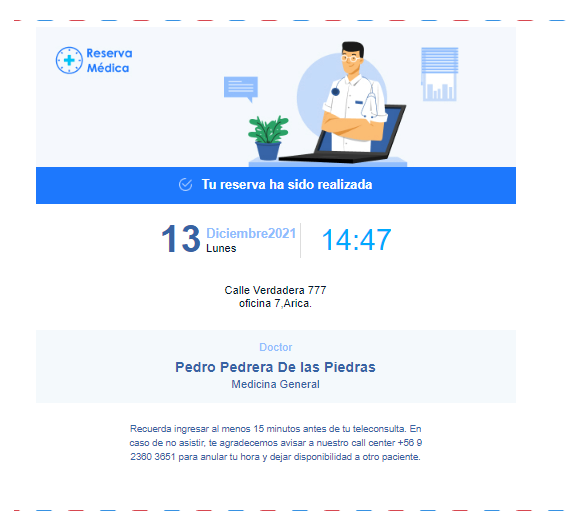 Reserva
Médica
Tu reserva ha sido realizada
13 Diciembre2021 14:47
Lunes
Calle Verdadera 777
oficina 7,Arica.
Doctor
Pedro Pedrera De las Piedras
Medicina General
Recuerda ingresar al menos 15 minutos antes de tu teleconsulta. En
caso de no asistir, te agradecemos avisar a nuestro call center +56 9
2360 3651 para anular tu hora y dejar disponibilidad a otro paciente.